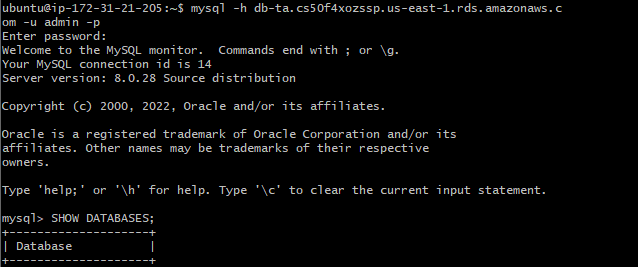 ubuntu@ip-172-31-21-205:~$ mysql -h db-ta.cs50f4xozssp.us-east-1.rds.amazonaws.c
om -u admin -p
Enter password:
Welcome to the MySQL monitor.  Commands end with ; or \g.
Your MySQL connection id is 14
Server version: 8.0.28 Source distribution

Copyright (c) 2000, 2022, Oracle and/or its affiliates.

Oracle is a registered trademark of Oracle Corporation and/or its
affiliates. Other names may be trademarks of their respective
owners.

Type 'help;' or '\h' for help. Type '\c' to clear the current input statement.

mysql> SHOW DATABASES;
+--------------------+
| Database           |
+--------------------+